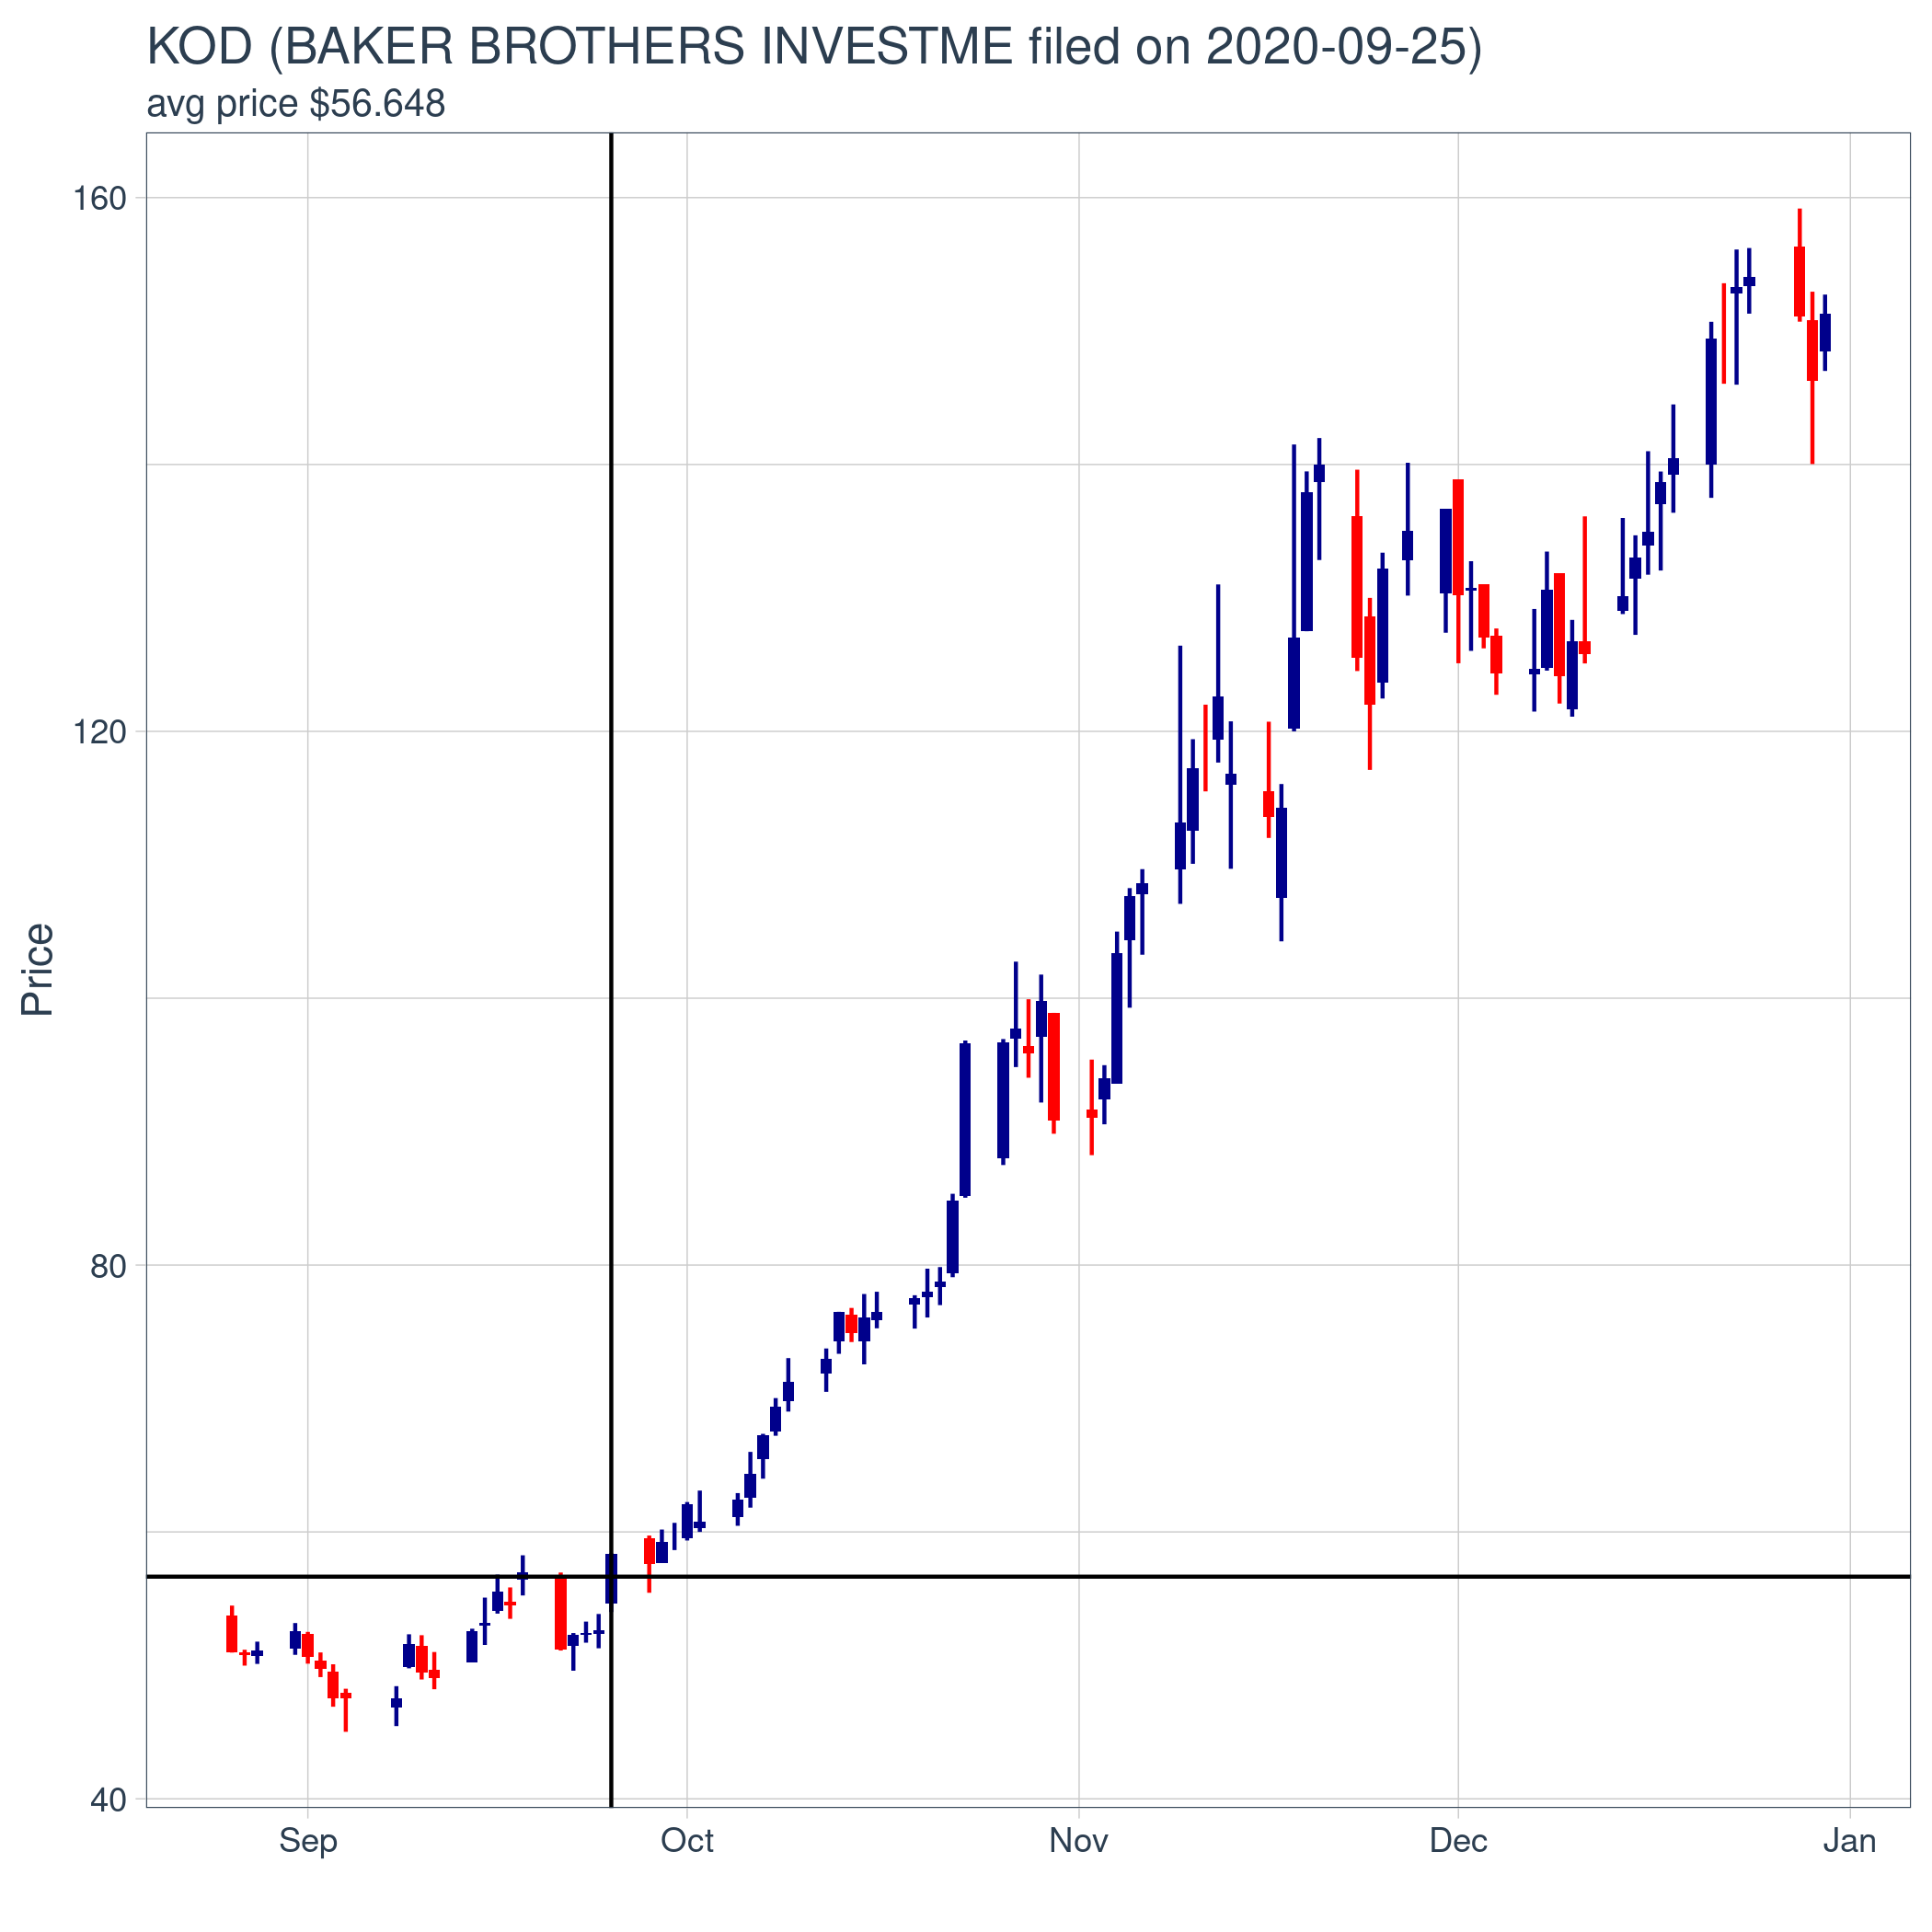 KOD (BAKER BROTHERS INVESTME filed on 2020-09-25)
avg price $56.648
160
120
80
40
Price
Sep Oct Nov Dec Jan